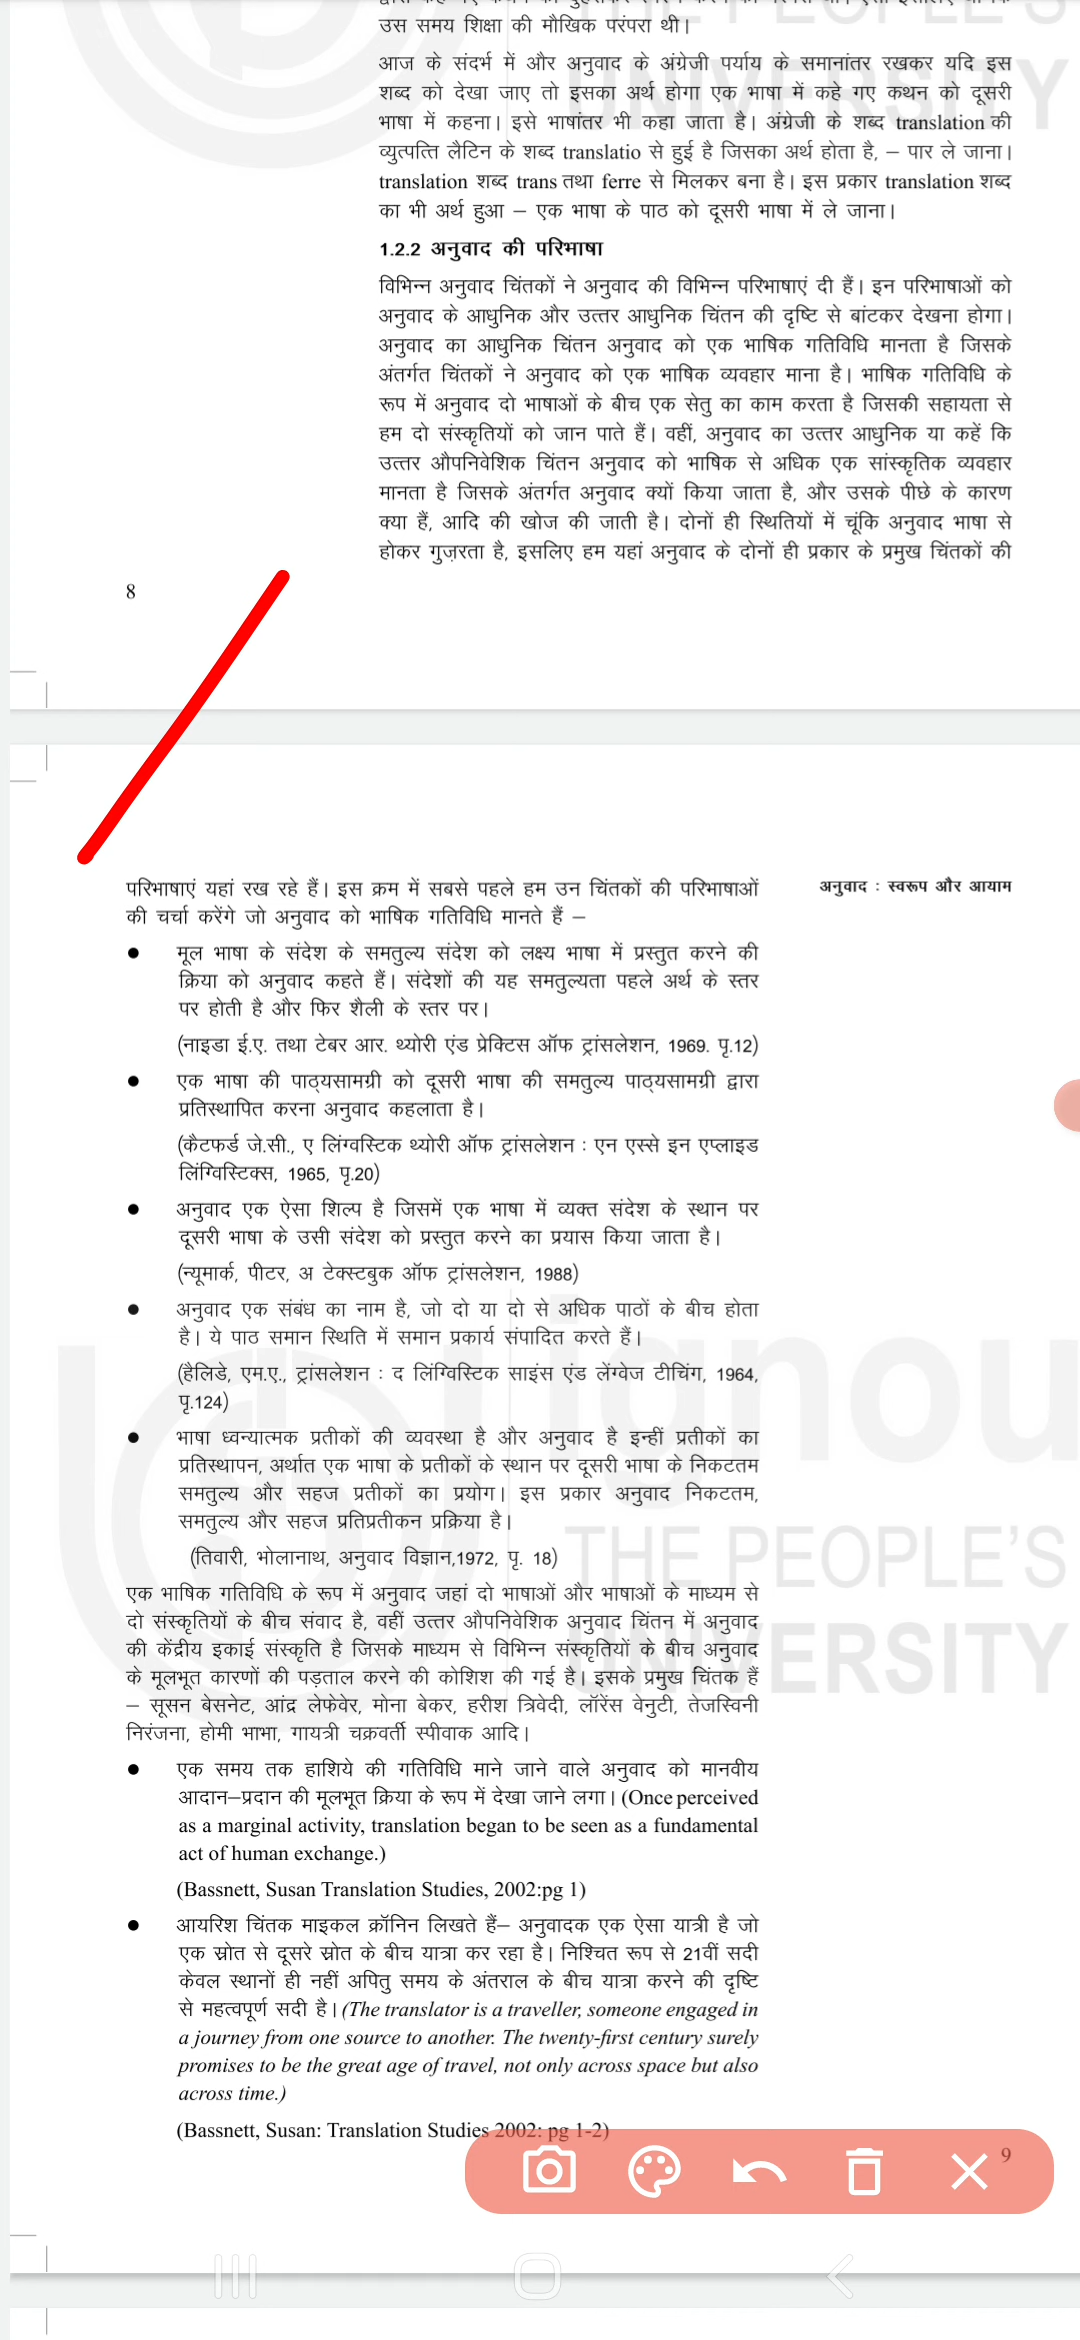 उस समय शिक्षा की मौखिक परंपरा थी।
आज के संदर्भ में और अनुवाद के अंग्रेजी पर्याय के समानांतर रखकर यदि इस
शब्द को देखा जाए तो इसका अर्थ होगा एक भाषा में कहे गए कथन को दूसरी
भाषा में कहना। इसे भाषांतर भी कहा जाता है। अंग्रेजी के शब्द translation की
व्युत्पत्ति लैटिन के शब्द translatio से हुई है जिसका अर्थ होता है, – पार ले जाना।
translation शब्द trans तथा ferre से मिलकर बना है। इस प्रकार translation शब्द
का भी अर्थ हुआ – एक भाषा के पाठ को दूसरी भाषा में ले जाना।
1.2.2 अनुवाद की परिभाषा
विभिन्न अनुवाद चिंतकों ने अनुवाद की विभिन्न परिभाषाएं दी हैं। इन परिभाषाओं को
अनुवाद के आधुनिक और उत्तर आधुनिक चिंतन की दृष्टि से बांटकर देखना होगा।
अनुवाद का आधुनिक चिंतन अनुवाद को एक भाषिक गतिविधि मानता है जिसके
अंतर्गत चिंतकों ने अनुवाद को एक भाषिक व्यवहार माना है। भाषिक गतिविधि के
रूप में अनुवाद दो भाषाओं के बीच एक सेतु का काम करता है जिसकी सहायता से
हम दो संस्कृतियों को जान पाते हैं। वहीं, अनुवाद का उत्तर आधुनिक या कहें कि
उत्तर औपनिवेशिक चिंतन अनुवाद को भाषिक से अधिक एक सांस्कृतिक व्यवहार
मानता है जिसके अंतर्गत अनुवाद क्यों किया जाता है, और उसके पीछे के कारण
क्या हैं, आदि की खोज की जाती है। दोनों ही स्थितियों में चूंकि अनुवाद भाषा से
होकर गुज़रता है, इसलिए हम यहां अनुवाद के दोनों ही प्रकार के प्रमुख चिंतकों की
8
परिभाषाएं यहां रख रहे हैं। इस क्रम में सबसे पहले हम उन चिंतकों की परिभाषाओं
की चर्चा करेंगे जो अनुवाद को भाषिक गतिविधि मानते हैं –
अनुवाद : स्वरूप और आयाम
● मूल भाषा के संदेश के समतुल्य संदेश को लक्ष्य भाषा में प्रस्तुत करने की
क्रिया को अनुवाद कहते हैं। संदेशों की यह समतुल्यता पहले अर्थ के स्तर
पर होती है और फिर शैली के स्तर पर।
(नाइडा ई.ए. तथा टेबर आर. थ्योरी एंड प्रेक्टिस ऑफ ट्रांसलेशन, 1969. पृ.12)
● एक भाषा की पाठ्यसामग्री को दूसरी भाषा की समतुल्य पाठ्यसामग्री द्वारा
प्रतिस्थापित करना अनुवाद कहलाता है।
(कैटफर्ड जे.सी., ए लिंग्वस्टिक थ्योरी ऑफ ट्रांसलेशन : एन एस्से इन एप्लाइड
लिंग्विस्टिक्स, 1965, पृ.20)
● अनुवाद एक ऐसा शिल्प है जिसमें एक भाषा में व्यक्त संदेश के स्थान पर
दूसरी भाषा के उसी संदेश को प्रस्तुत करने का प्रयास किया जाता है।
(न्यूमार्क, पीटर, अ टेक्स्टबुक ऑफ ट्रांसलेशन, 1988)
● अनुवाद एक संबंध का नाम है, जो दो या दो से अधिक पाठों के बीच होता
है। ये पाठ समान स्थिति में समान प्रकार्य संपादित करते हैं।
(हैलिडे, एम.ए., ट्रांसलेशन : द लिंग्विस्टिक साइंस एंड लेंग्वेज टीचिंग, 1964,
पृ.124)
● भाषा ध्वन्यात्मक प्रतीकों की व्यवस्था है और अनुवाद है इन्हीं प्रतीकों का
प्रतिस्थापन, अर्थात एक भाषा के प्रतीकों के स्थान पर दूसरी भाषा के निकटतम
समतुल्य और सहज प्रतीकों का प्रयोग। इस प्रकार अनुवाद निकटतम,
समतुल्य और सहज प्रतिप्रतीकन प्रक्रिया है।
(तिवारी, भोलानाथ, अनुवाद विज्ञान,1972, पृ. 18)
एक भाषिक गतिविधि के रूप में अनुवाद जहां दो भाषाओं और भाषाओं के माध्यम से
दो संस्कृतियों के बीच संवाद है, वहीं उत्तर औपनिवेशिक अनुवाद चिंतन में अनुवाद
की केंद्रीय इकाई संस्कृति है जिसके माध्यम से विभिन्न संस्कृतियों के बीच अनुवाद
के मूलभूत कारणों की पड़ताल करने की कोशिश की गई है। इसके प्रमुख चिंतक हैं
– सूसन बेसनेट, आंद्र लेफेवेर, मोना बेकर, हरीश त्रिवेदी, लॉरेंस वेनुटी, तेजस्विनी
निरंजना, होमी भाभा, गायत्री चक्रवर्ती स्पीवाक आदि।
● एक समय तक हाशिये की गतिविधि माने जाने वाले अनुवाद को मानवीय
आदान–प्रदान की मूलभूत क्रिया के रूप में देखा जाने लगा। (Once perceived
as a marginal activity, translation began to be seen as a fundamental
act of human exchange.)
(Bassnett, Susan Translation Studies, 2002:pg 1)
● आयरिश चिंतक माइकल क्रॉनिन लिखते हैं– अनुवादक एक ऐसा यात्री है जो
एक स्रोत से दूसरे स्रोत के बीच यात्रा कर रहा है। निश्चित रूप से 21वीं सदी
केवल स्थानों ही नहीं अपितु समय के अंतराल के बीच यात्रा करने की दृष्टि
से महत्वपूर्ण सदी है। (The translator is a traveller, someone engaged in
a journey from one source to another. The twenty-first century surely
promises to be the great age of travel, not only across space but also
across time.)
(Bassnett, Susan: Translation Studies 2002: pg 1-2)
9
ignou
THE PEOPLE'S
UNIVERSITY